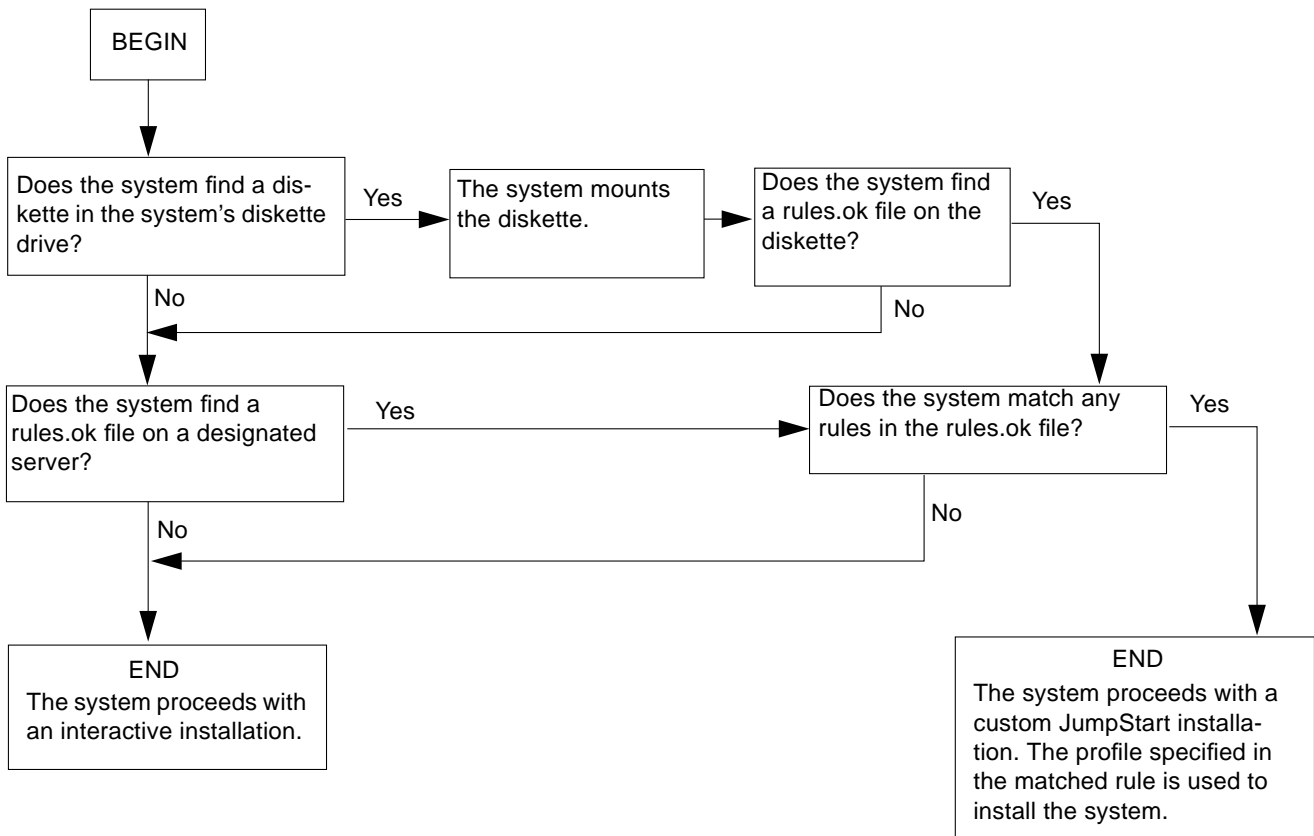 BEGIN
Does the system find a dis-
kette in the system's diskette
drive?
Yes
The system mounts
the diskette.
Does the system find
a rules.ok file on the
diskette?
Yes
No
No
Does the system find a
rules.ok file on a designated
server?
Yes
Does the system match any
rules in the rules.ok file?
Yes
No
No
END
The system proceeds with
an interactive installation.
END
The system proceeds with a
custom JumpStart installa-
tion. The profile specified in
the matched rule is used to
install the system.